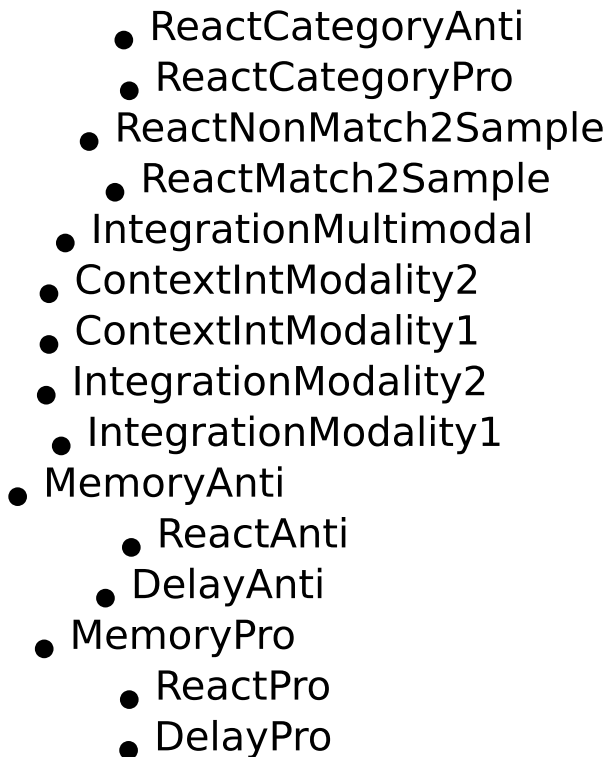 ReactCategoryAnti
ReactCategoryPro
ReactNonMatch2Sample
ReactMatch2Sample
IntegrationMultimodal
ContextIntModality2
ContextIntModality1
IntegrationModality2
IntegrationModality1
MemoryAnti
ReactAnti
DelayAnti
MemoryPro
ReactPro
DelayPro